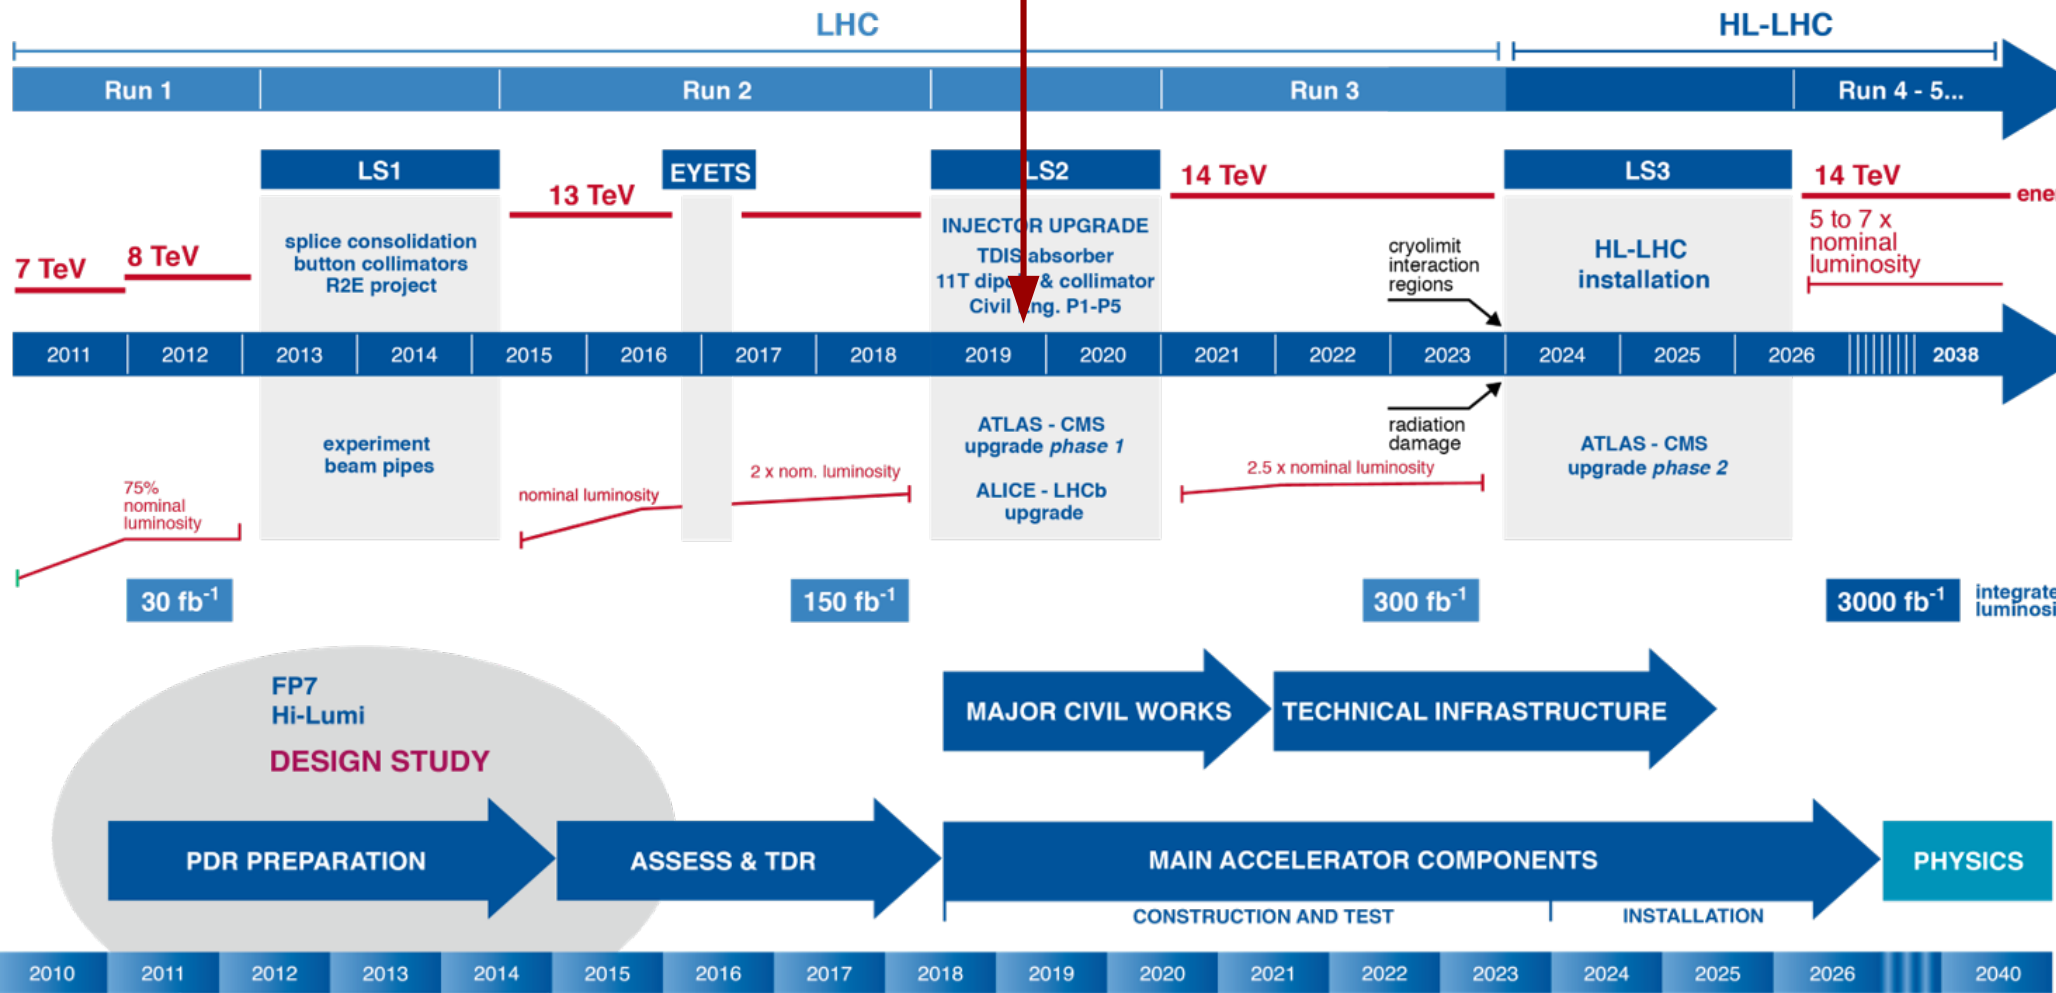 LHC
HL-LHC
Run 1
Run 2
Run 3
Run 4 - 5...
LS1
EYETS
LS2
LS3
13 TeV
14 TeV
14 TeV
7 TeV
8 TeV
splice consolidation
button collimators
R2E project
INJECTOR UPGRADE
TDIS absorber
11T dipole & collimator
Civil Eng. P1-P5
cryolimit
interaction
regions
HL-LHC
installation
5 to 7 x
nominal
luminosity
2011
2012
2013
2014
2015
2016
2017
2018
2019
2020
2021
2022
2023
2024
2025
2026
2038
experiment
beam pipes
ATLAS - CMS
upgrade phase 1
ALICE - LHCb
upgrade
radiation
damage
ATLAS - CMS
upgrade phase 2
75%
nominal
luminosity
nominal luminosity
2 x nom. luminosity
2.5 x nominal luminosity
30 fb⁻¹
150 fb⁻¹
300 fb⁻¹
3000 fb⁻¹
FP7
Hi-Lumi
DESIGN STUDY
MAJOR CIVIL WORKS
TECHNICAL INFRASTRUCTURE
PDR PREPARATION
ASSESS & TDR
MAIN ACCELERATOR COMPONENTS
PHYSICS
CONSTRUCTION AND TEST
INSTALLATION
2010
2011
2012
2013
2014
2015
2016
2017
2018
2019
2020
2021
2022
2023
2024
2025
2026
2040